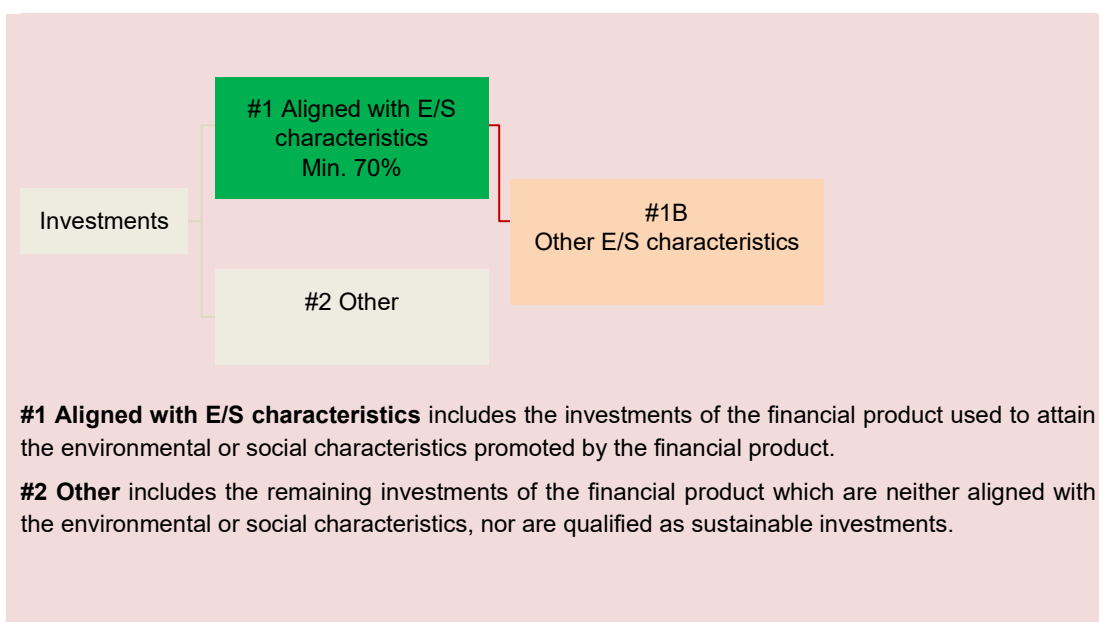 #1 Aligned with E/S
characteristics
Min. 70%
Investments
#1B
Other E/S characteristics
#2 Other
#1 Aligned with E/S characteristics includes the investments of the financial product used to attain
the environmental or social characteristics promoted by the financial product.
#2 Other includes the remaining investments of the financial product which are neither aligned with
the environmental or social characteristics, nor are qualified as sustainable investments.